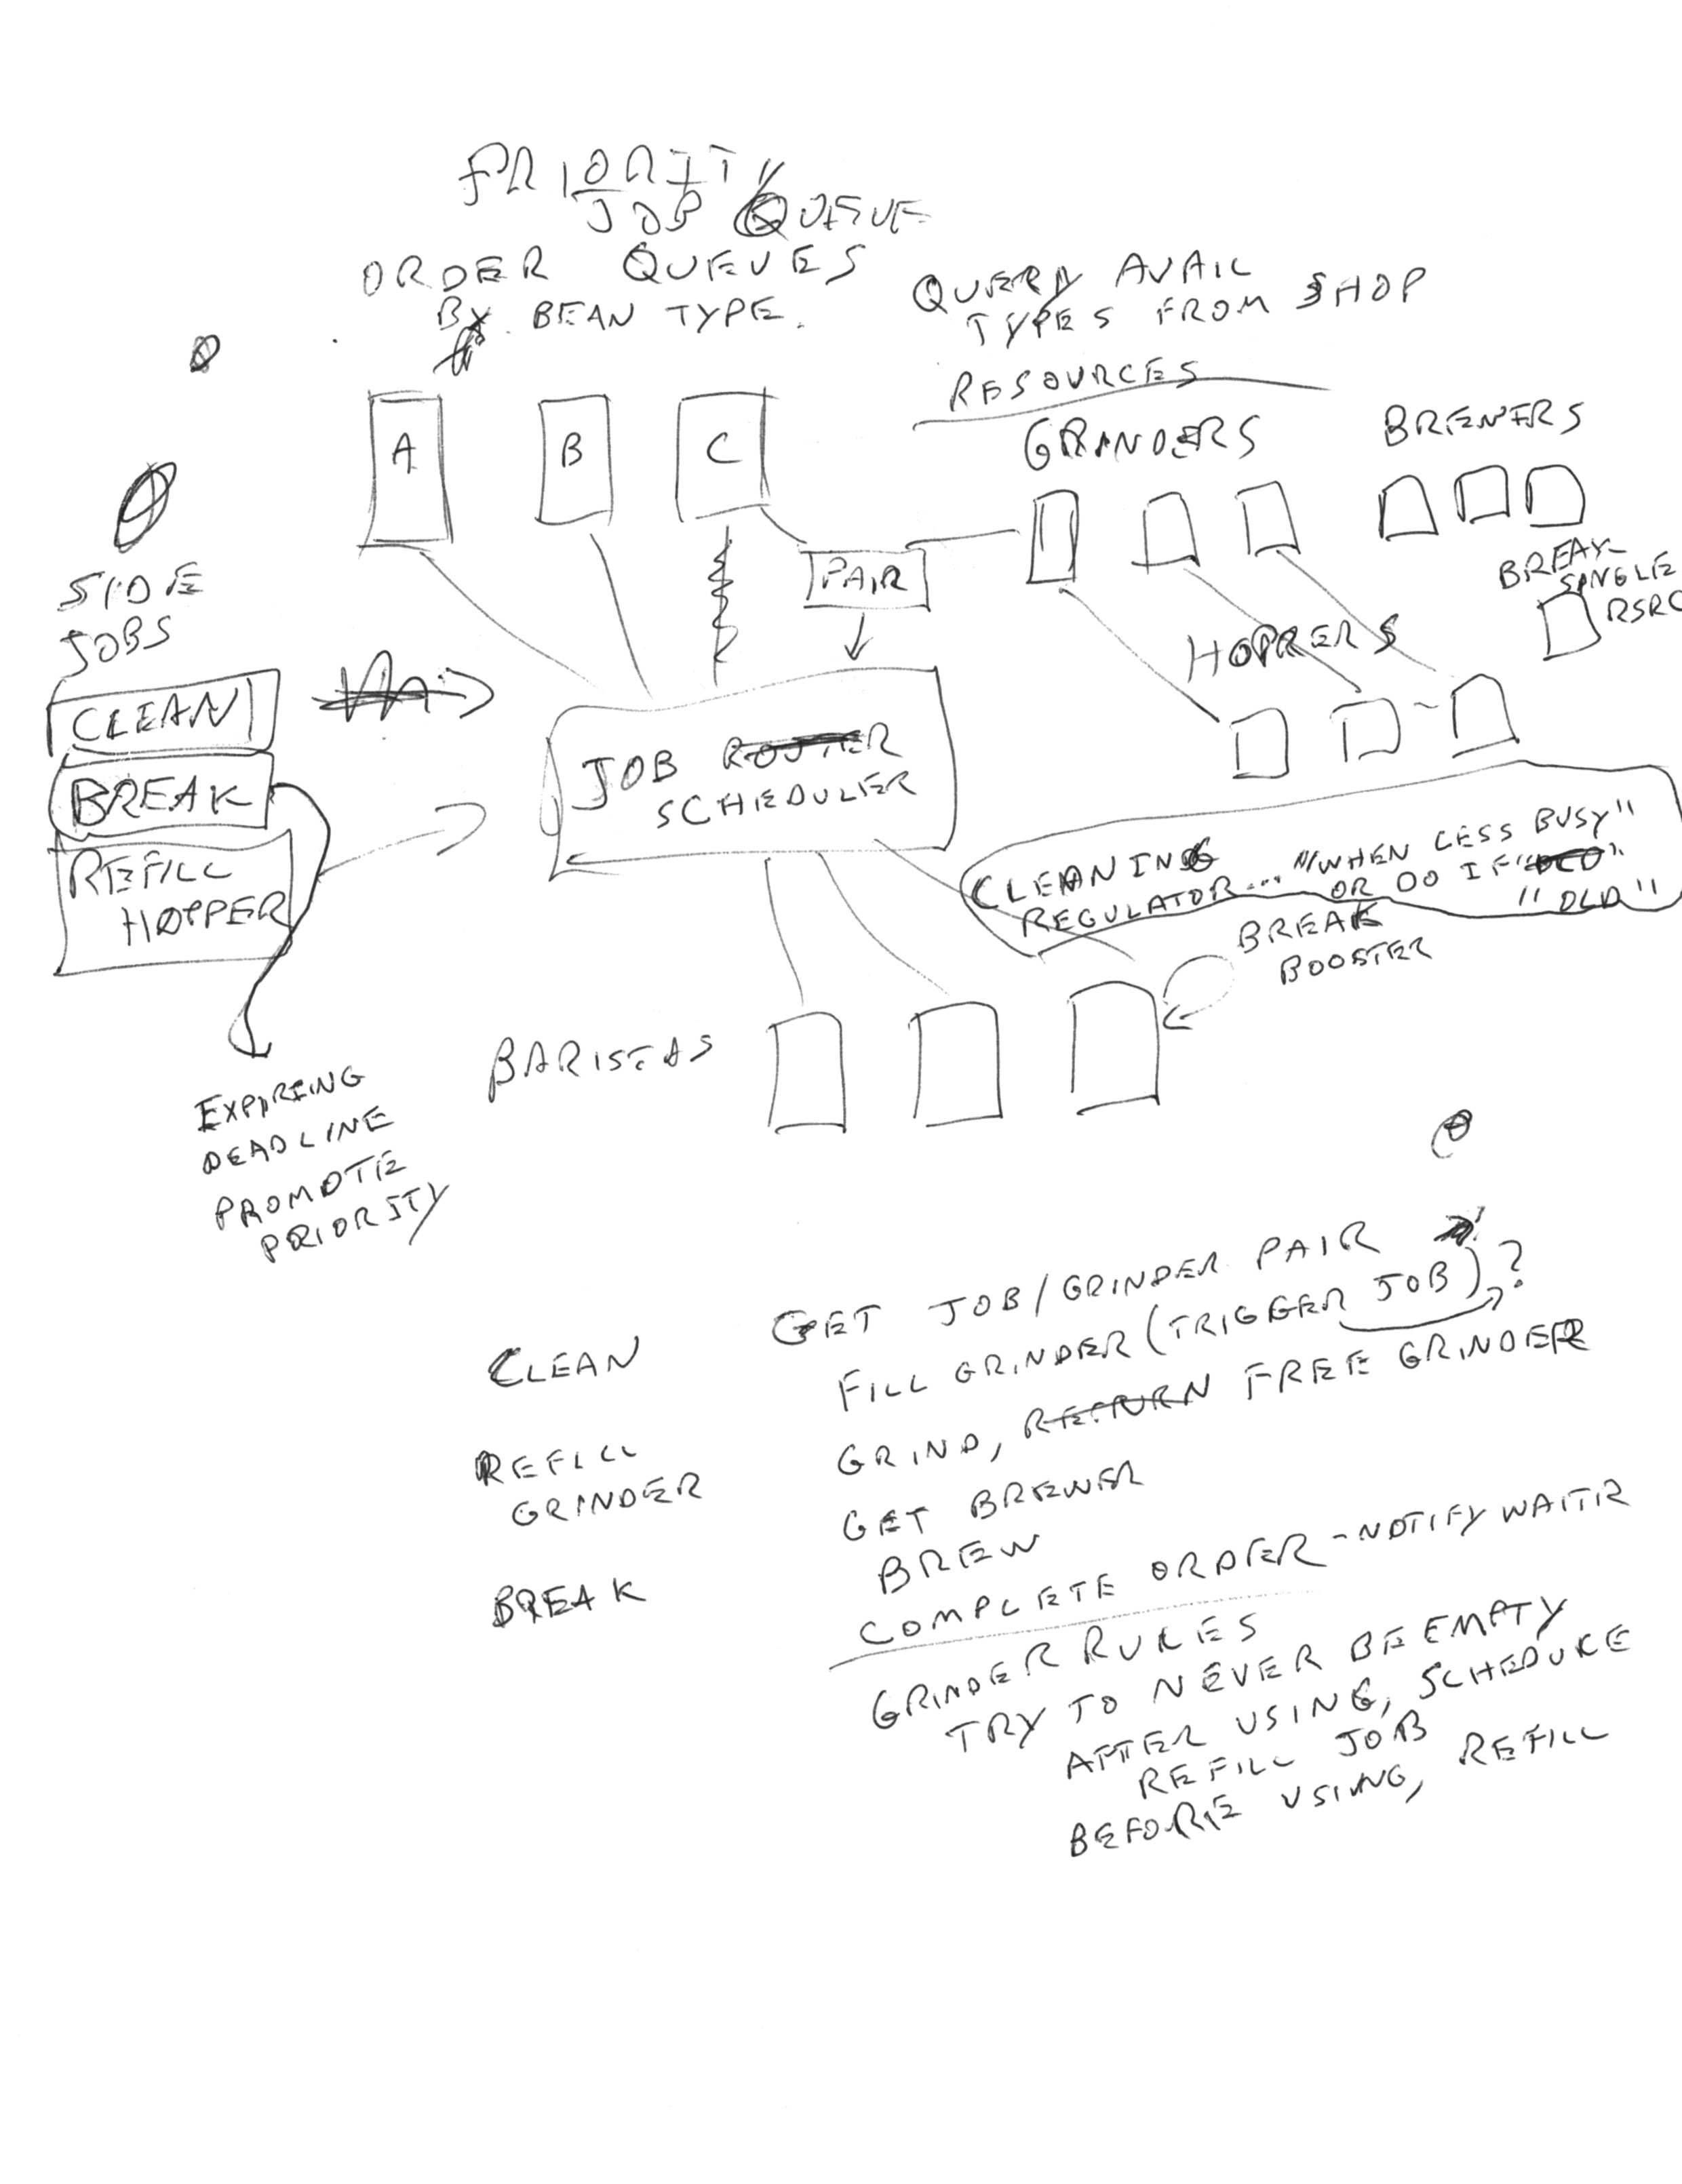 PRIORITY
JOB QUEUE
ORDER QUEUES
BY BEAN TYPE.
QUERY AVAIL
TYPES FROM SHOP
RESOURCES
GRINDERS
BREWERS
A
B
C
PAIR
BREAK
SINGLE
RSRC
HOPPERS
SIDE
JOBS
CLEAN
BREAK
REFILL
HOPPER
JOB ROUTER
SCHEDULER
CLEANING
REGULATOR... "WHEN LESS BUSY"
OR DO IF "OLD"
"OLD"
BREAK
BOOSTER
BARISTAS
EXPIRING
DEADLINE
PROMOTE
PRIORITY
GET JOB/GRINDER PAIR
FILL GRINDER (TRIGGER JOB)?
GRIND, RETURN FREE GRINDER
GET BREWER
BREW
COMPLETE ORDER - NOTIFY WAITR
CLEAN
REFILL
GRINDER
BREAK
GRINDER RULES
TRY TO NEVER BE EMPTY
AFTER USING, SCHEDULE
REFILL JOB
BEFORE USING, REFILL